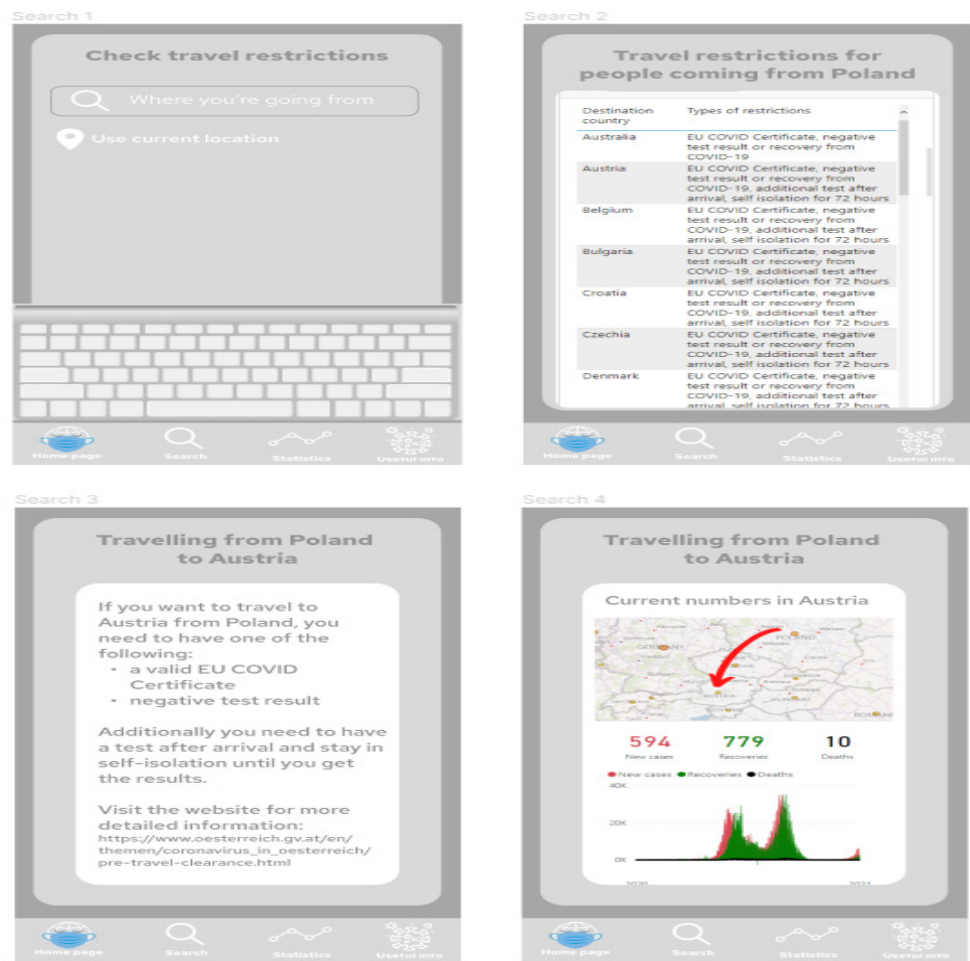 Search 1
Check travel restrictions
Where you're going from
Use current location
Home page
Search
Statistics
Useful info
Search 2
Travel restrictions for
people coming from Poland
Destination country
Types of restrictions
Australia
EU COVID Certificate, negative
test result or recovery from
COVID-19
Austria
EU COVID Certificate, negative
test result or recovery from
COVID-19, additional test after
arrival, self isolation for 72 hours
Belgium
EU COVID Certificate, negative
test result or recovery from
COVID-19, additional test after
arrival, self isolation for 72 hours
Bulgaria
EU COVID Certificate, negative
test result or recovery from
COVID-19, additional test after
arrival, self isolation for 72 hours
Croatia
EU COVID Certificate, negative
test result or recovery from
COVID-19, additional test after
arrival, self isolation for 72 hours
Czechia
EU COVID Certificate, negative
test result or recovery from
COVID-19, additional test after
arrival, self isolation for 72 hours
Denmark
EU COVID Certificate, negative
test result or recovery from
COVID-19, additional test after
arrival, self isolation for 72 hours
Home page
Search
Statistics
Useful info
Search 3
Travelling from Poland
to Austria
If you want to travel to
Austria from Poland, you
need to have one of the
following:
• a valid EU COVID
Certificate
• negative test result
Additionally you need to have
a test after arrival and stay in
self-isolation until you get
the results.
Visit the website for more
detailed information:
https://www.oesterreich.gv.at/en/
themen/coronavirus_in_oesterreich/
pre-travel-clearance.html
Home page
Search
Statistics
Useful info
Search 4
Travelling from Poland
to Austria
Current numbers in Austria
POLAND
GERMANY
AUSTRIA
594
New cases
779
Recoveries
10
Deaths
New cases Recoveries Deaths
40K
20K
0K
2020
2021
Home page
Search
Statistics
Useful info